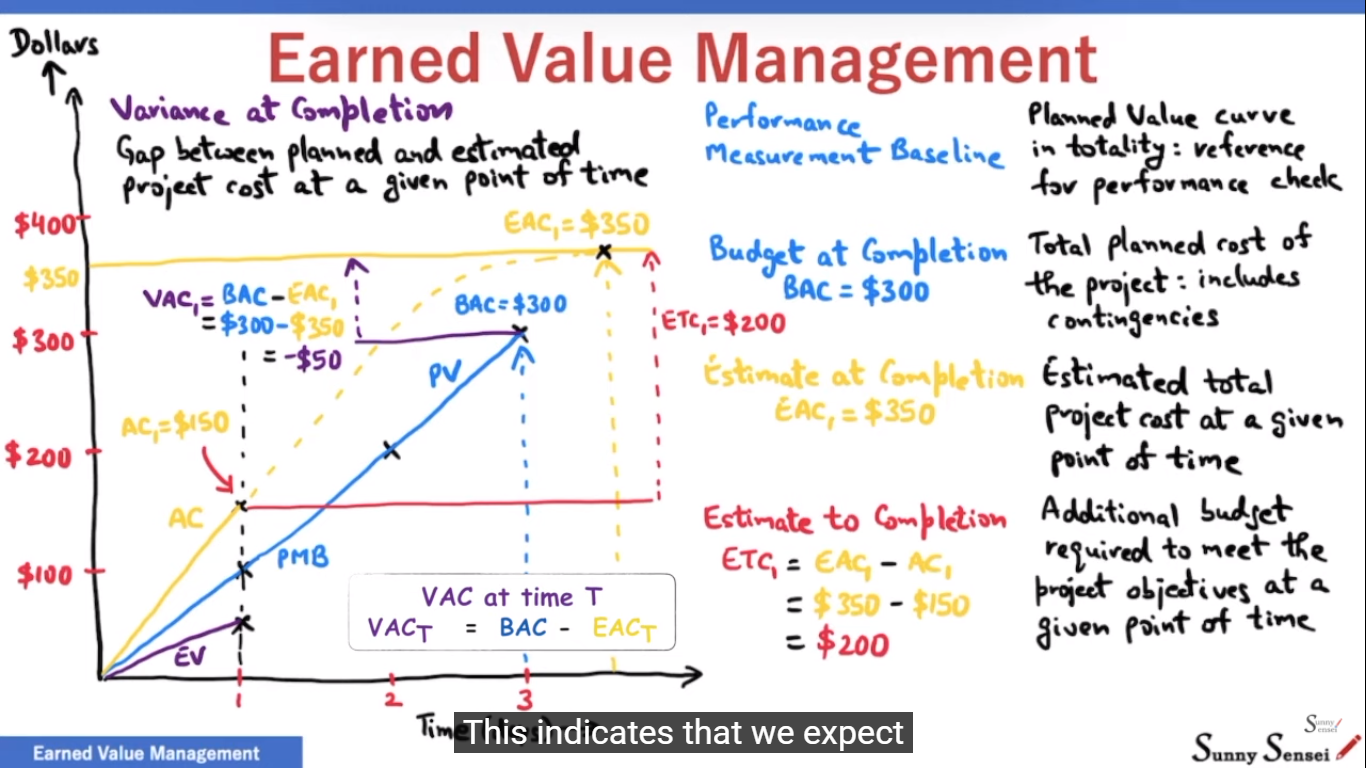 Earned Value Management
Dollars
Variance at Completion
Gap between planned and estimated
project cost at a given point of time
$400
$350
$300
$200
$100
EAC₁ = $350
VAC₁ = BAC - EAC₁
= $300 - $350
= -$50
BAC = $300
ETC₁ = $200
PV
AC₁ = $150
AC
PMB
EV
VAC at time T
VAC_T = BAC - EAC_T
1
2
3
Time
Performance
Measurement Baseline
Planned Value curve
in totality : reference
for performance check
Budget at Completion
BAC = $300
Total planned cost of
the project : includes
contingencies
Estimate at Completion
EAC₁ = $350
Estimated total
project cost at a given
point of time
Estimate to Completion
ETC₁ = EAC₁ - AC₁
= $350 - $150
= $200
Additional budget
required to meet the
project objectives at a
given point of time
This indicates that we expect
Earned Value Management
Sunny
Sensei
Sunny Sensei